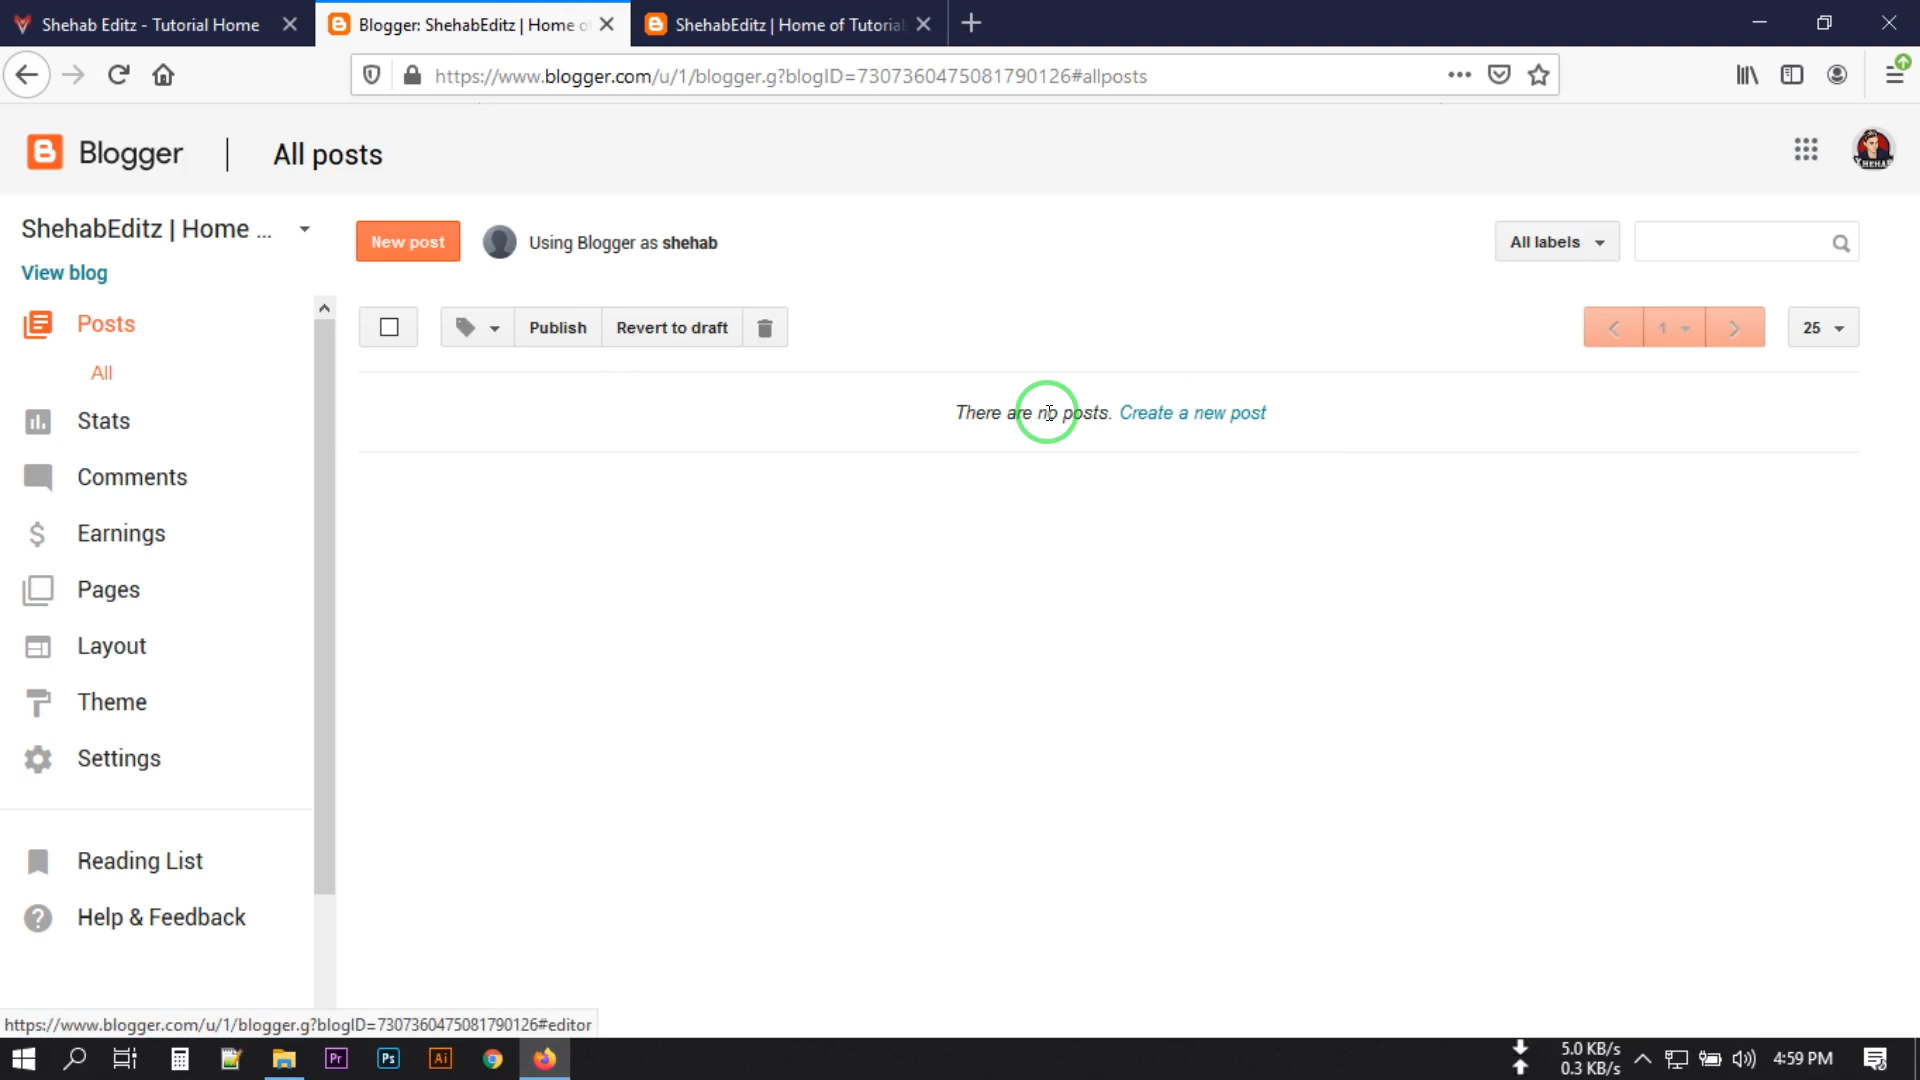 Shehab Editz - Tutorial Home
Blogger: ShehabEditz | Home o
ShehabEditz | Home of Tutorial
https://www.blogger.com/u/1/blogger.g?blogID=7307360475081790126#allposts
Blogger | All posts
ShehabEditz | Home ...
View blog
New post
Using Blogger as shehab
All labels
Posts
All
Stats
Comments
Earnings
Pages
Layout
Theme
Settings
Reading List
Help & Feedback
Publish
Revert to draft
1
25
There are no posts. Create a new post
https://www.blogger.com/u/1/blogger.g?blogID=7307360475081790126#editor
Pr
Ps
Ai
5.0 KB/s
0.3 KB/s
4:59 PM